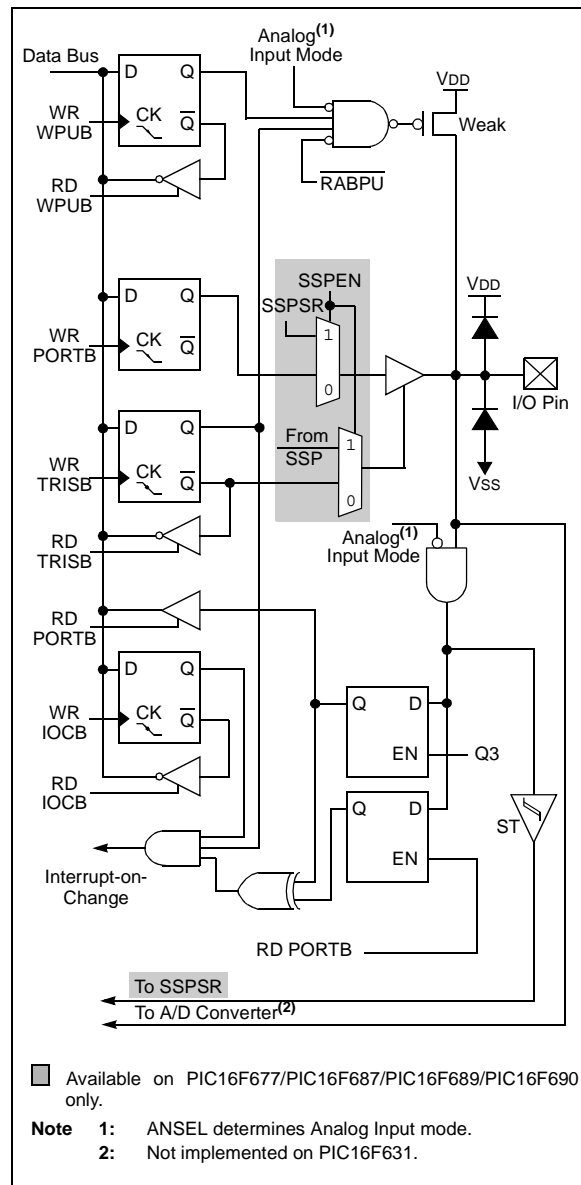 Analog(1)
Input Mode
Data Bus
D Q
VDD
WR
WPUB
CK Q
Weak
RD
WPUB
RABPU
SSPEN
SSPSR
VDD
D Q
1
WR
PORTB
CK Q
0
I/O Pin
D Q
From
SSP
1
WR
TRISB
CK Q
0
VSS
Analog(1)
Input Mode
RD
TRISB
RD
PORTB
D Q
Q D
WR
IOCB
CK Q
EN
Q3
RD
IOCB
Q D
ST
EN
Interrupt-on-
Change
RD PORTB
To SSPSR
To A/D Converter(2)
Available on PIC16F677/PIC16F687/PIC16F689/PIC16F690
only.
Note 1: ANSEL determines Analog Input mode.
2: Not implemented on PIC16F631.